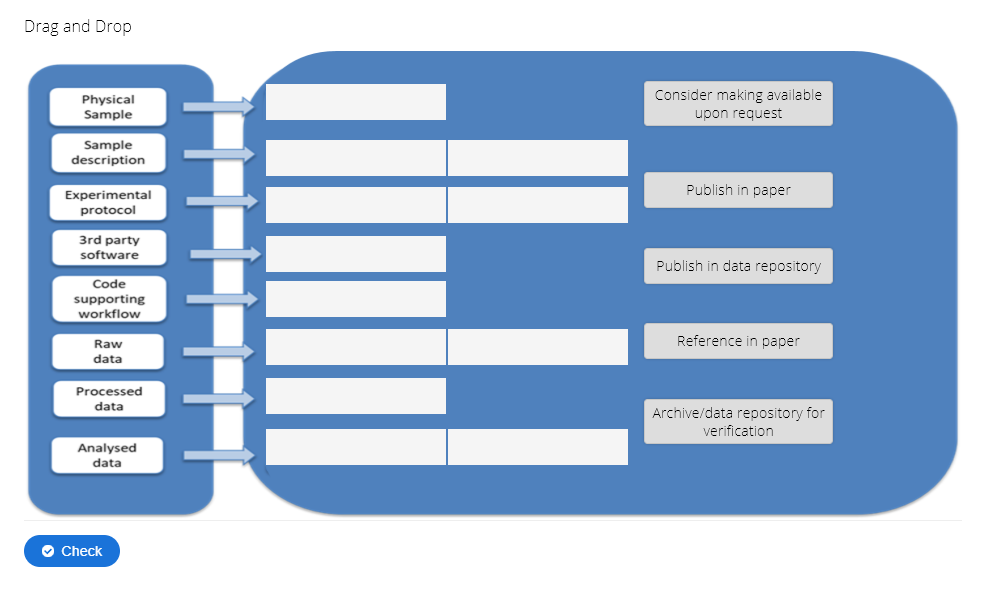 Drag and Drop
Physical
Sample
Consider making available
upon request
Sample
description
Experimental
protocol
Publish in paper
3rd party
software
Publish in data repository
Code
supporting
workflow
Raw
data
Reference in paper
Processed
data
Archive/data repository for
verification
Analysed
data
Check